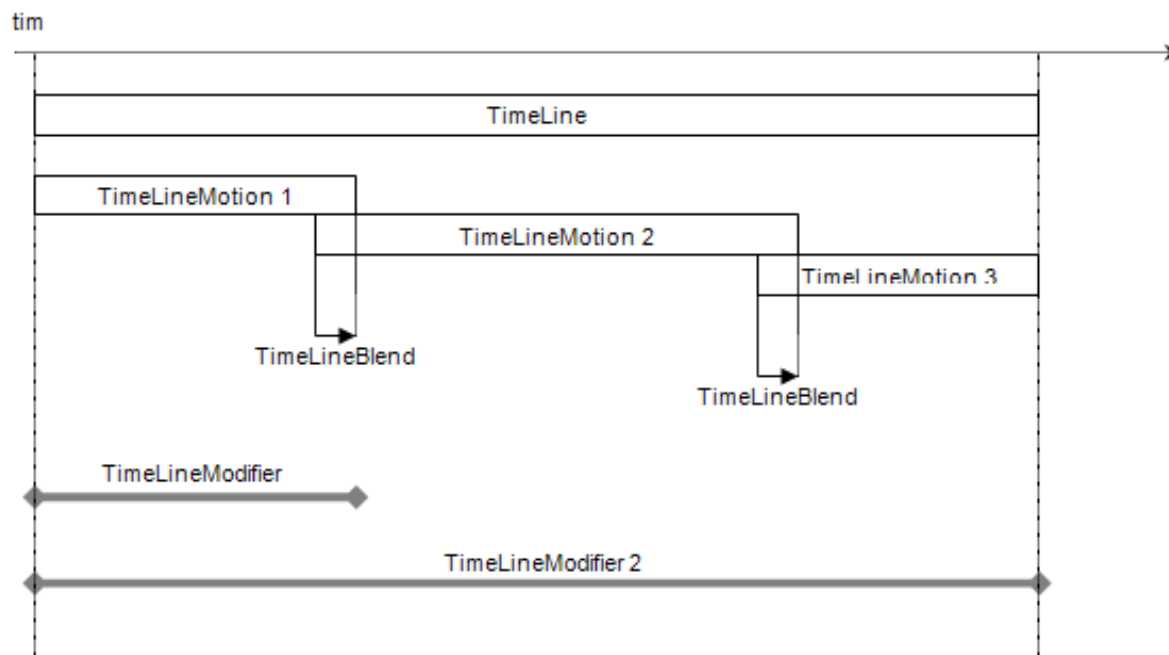 tim
TimeLine
TimeLineMotion 1
TimeLineMotion 2
TimeLineMotion 3
TimeLineBlend
TimeLineBlend
TimeLineModifier
TimeLineModifier 2